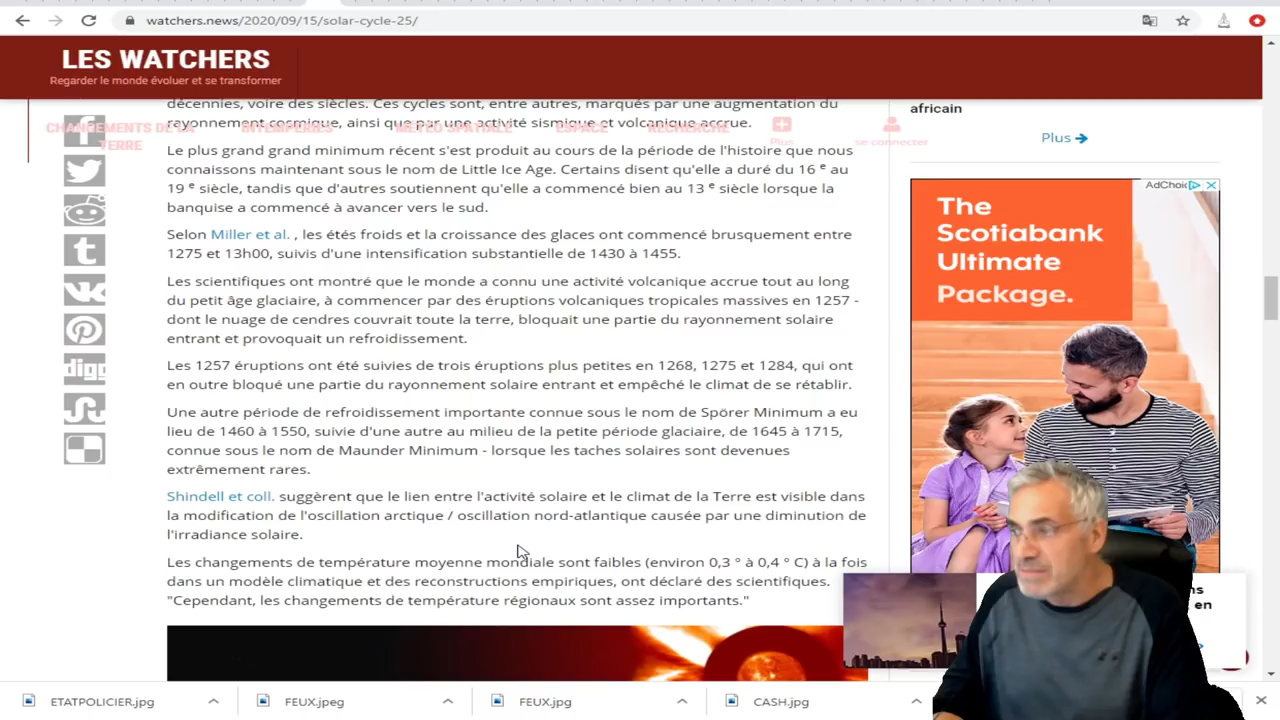 watchers.news/2020/09/15/solar-cycle-25/
LES WATCHERS
Regarder le monde évoluer et se transformer
CHANGEMENTS DE LA
TERRE
INTEMPÉRIES
MÉTÉO SPATIALE
ESPACE
RECHERCHE
Plus
se connecter
décennies, voire des siècles. Ces cycles sont, entre autres, marqués par une augmentation du
rayonnement cosmique, ainsi que par une activité sismique et volcanique accrue.
Le plus grand grand minimum récent s'est produit au cours de la période de l'histoire que nous
connaissons maintenant sous le nom de Little Ice Age. Certains disent qu'elle a duré du 16 e au
19 e siècle, tandis que d'autres soutiennent qu'elle a commencé bien au 13 e siècle lorsque la
banquise a commencé à avancer vers le sud.
Selon Miller et al. , les étés froids et la croissance des glaces ont commencé brusquement entre
1275 et 13h00, suivis d'une intensification substantielle de 1430 à 1455.
Les scientifiques ont montré que le monde a connu une activité volcanique accrue tout au long
du petit âge glaciaire, à commencer par des éruptions volcaniques tropicales massives en 1257 -
dont le nuage de cendres couvrait toute la terre, bloquait une partie du rayonnement solaire
entrant et provoquait un refroidissement.
Les 1257 éruptions ont été suivies de trois éruptions plus petites en 1268, 1275 et 1284, qui ont
en outre bloqué une partie du rayonnement solaire entrant et empêché le climat de se rétablir.
Une autre période de refroidissement importante connue sous le nom de Spörer Minimum a eu
lieu de 1460 à 1550, suivie d'une autre au milieu de la petite période glaciaire, de 1645 à 1715,
connue sous le nom de Maunder Minimum - lorsque les taches solaires sont devenues
extrêmement rares.
Shindell et coll. suggèrent que le lien entre l'activité solaire et le climat de la Terre est visible dans
la modification de l'oscillation arctique / oscillation nord-atlantique causée par une diminution de
l'irradiance solaire.
Les changements de température moyenne mondiale sont faibles (environ 0,3 ° à 0,4 ° C) à la fois
dans un modèle climatique et des reconstructions empiriques, ont déclaré des scientifiques.
"Cependant, les changements de température régionaux sont assez importants."
digg
africain
Plus
AdChoic
The
Scotiabank
Ultimate
Package.
en
ETATPOLICIER.jpg
FEUX.jpeg
FEUX.jpg
CASH.jpg